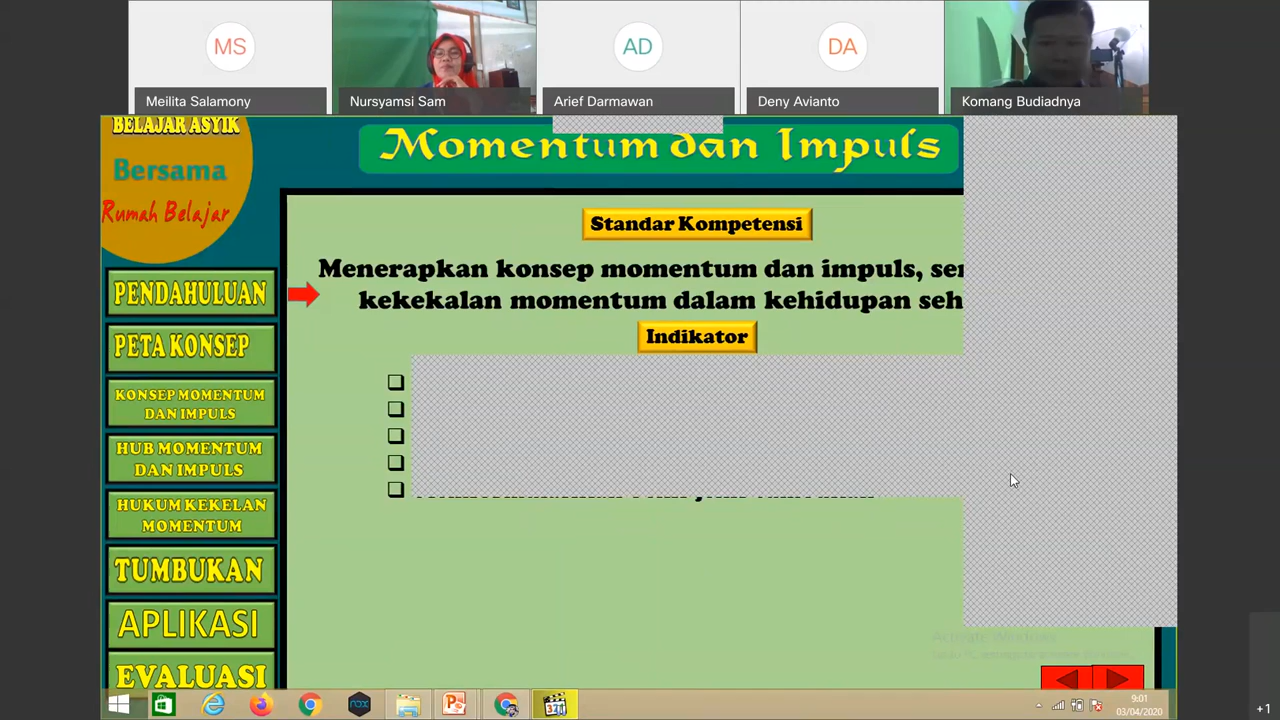 MS
AD
DA
Meilita Salamony
Nursyamsi Sam
Arief Darmawan
Deny Avianto
Komang Budiadnya
BELAJAR ASYIK
Bersama
Rumah Belajar
Momentum dan Impuls
Standar Kompetensi
Menerapkan konsep momentum dan impuls, ser
kekekalan momentum dalam kehidupan seh
Indikator
PENDAHULUAN
PETA KONSEP
KONSEP MOMENTUM
DAN IMPULS
HUB MOMENTUM
DAN IMPULS
HUKUM KEKELAN
MOMENTUM
TUMBUKAN
APLIKASI
EVALUASI
Activate Windows
9:01
03/04/2020
+1